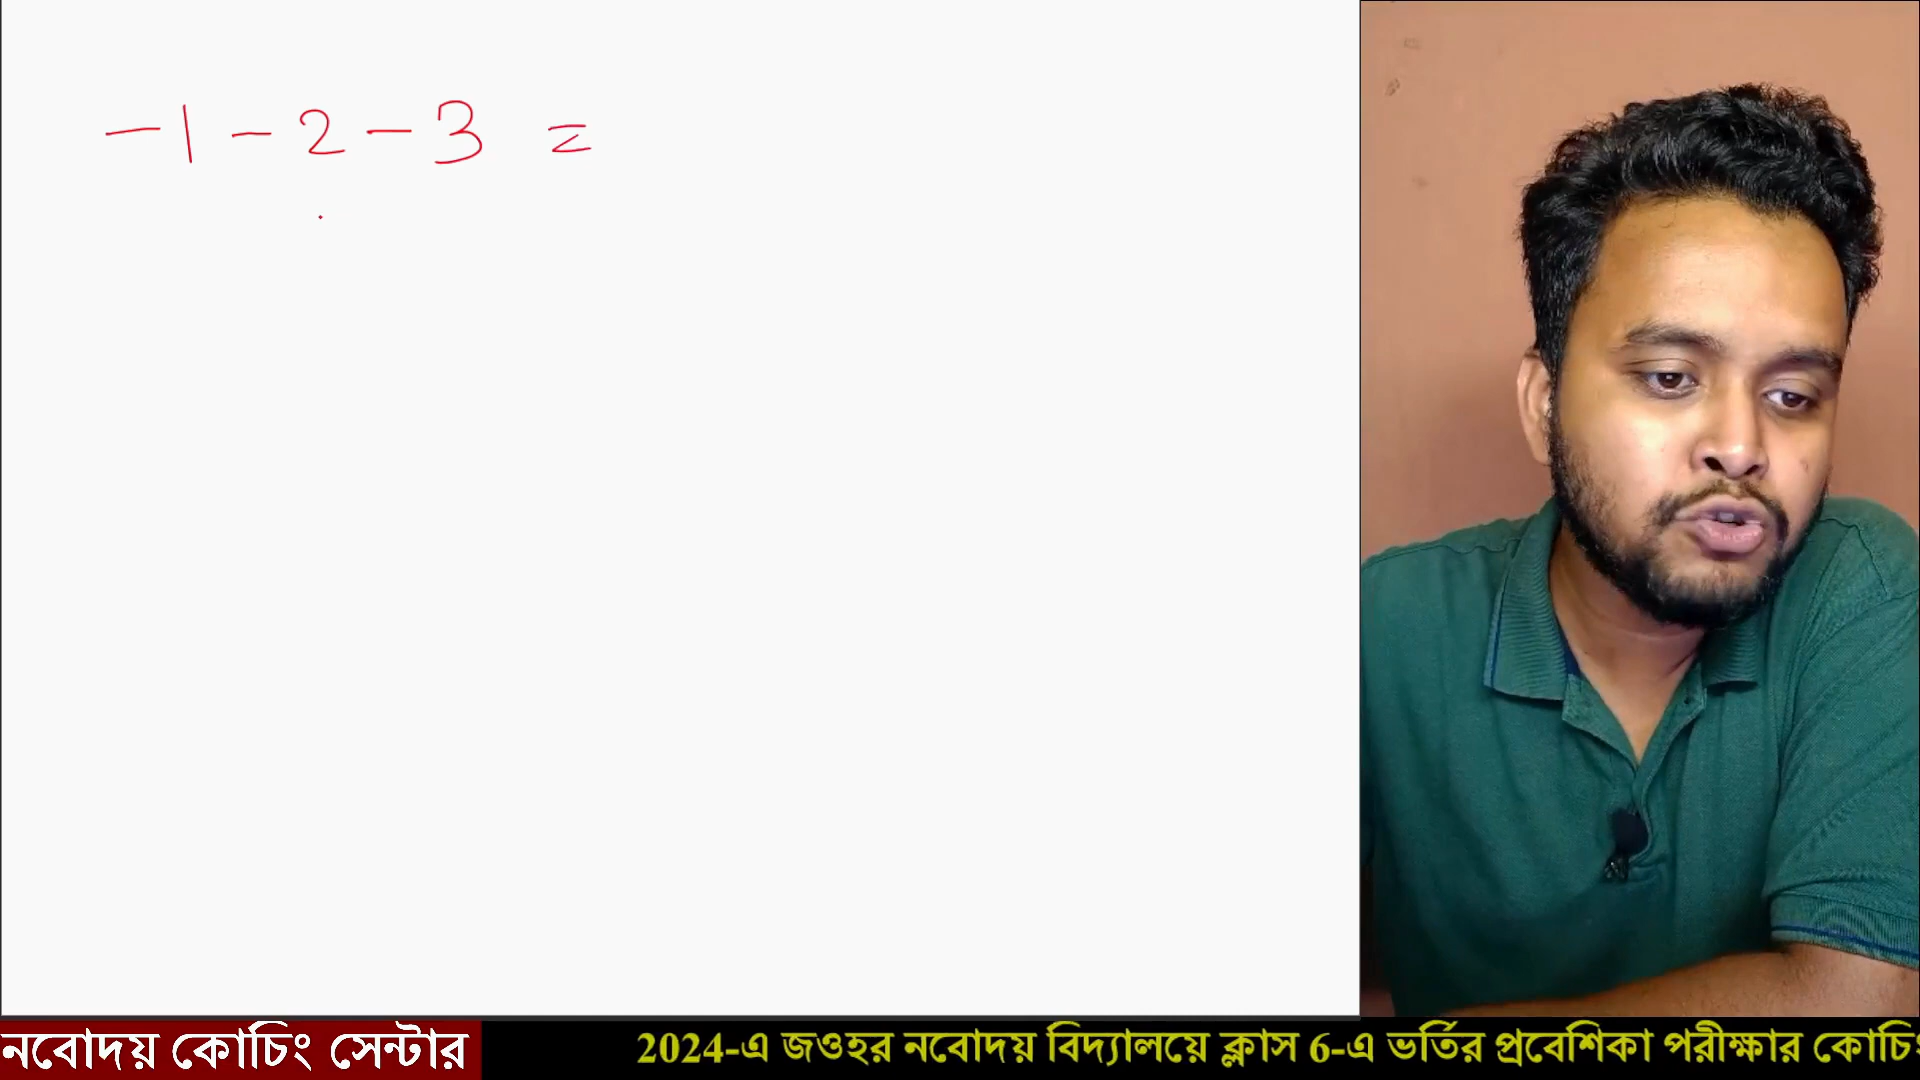 -1 - 2 - 3 =
নবোদয় কোচিং সেন্টার
2024-এ জওহর নবোদয় বিদ্যালয়ে ক্লাস 6-এ ভর্তির প্রবেশিকা পরীক্ষার